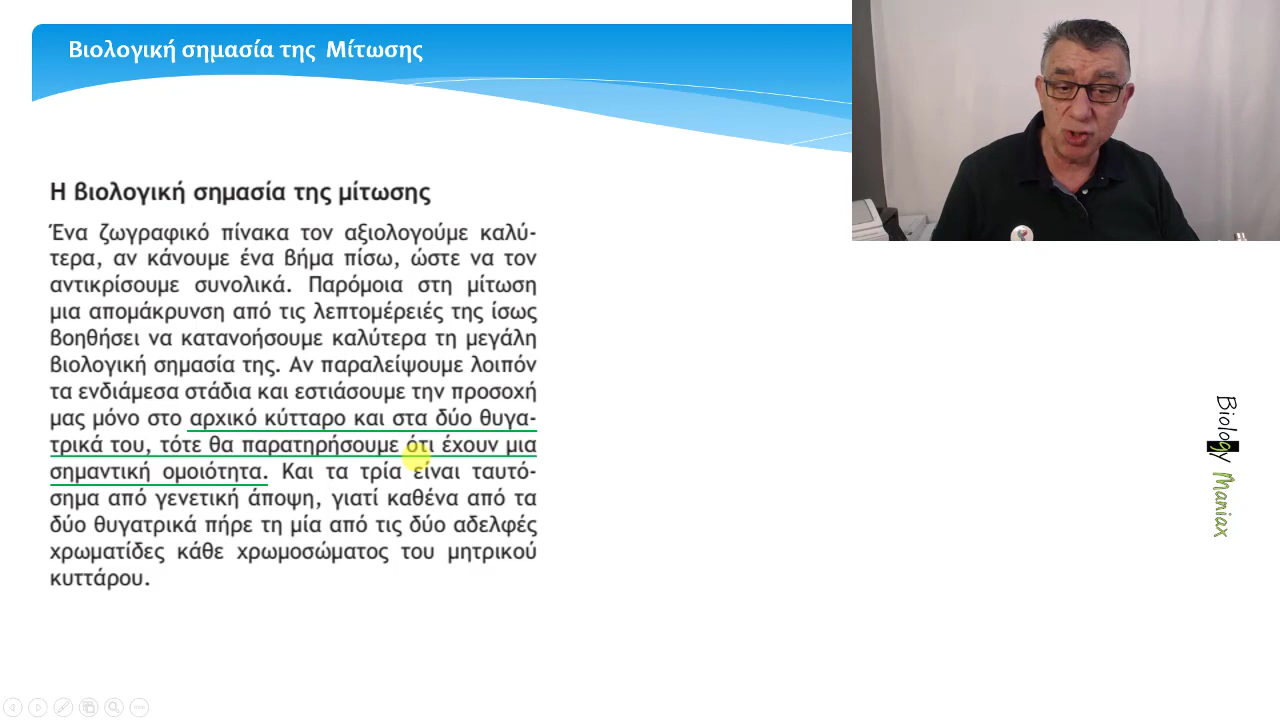 Βιολογική σημασία της Μίτωσης
Η βιολογική σημασία της μίτωσης
Ένα ζωγραφικό πίνακα τον αξιολογούμε καλύ-
τερα, αν κάνουμε ένα βήμα πίσω, ώστε να τον
αντικρίσουμε συνολικά. Παρόμοια στη μίτωση
μια απομάκρυνση από τις λεπτομέρειές της ίσως
βοηθήσει να κατανοήσουμε καλύτερα τη μεγάλη
βιολογική σημασία της. Αν παραλείψουμε λοιπόν
τα ενδιάμεσα στάδια και εστιάσουμε την προσοχή
μας μόνο στο αρχικό κύτταρο και στα δύο θυγα-
τρικά του, τότε θα παρατηρήσουμε ότι έχουν μια
σημαντική ομοιότητα. Και τα τρία είναι ταυτό-
σημα από γενετική άποψη, γιατί καθένα από τα
δύο θυγατρικά πήρε τη μία από τις δύο αδελφές
χρωματίδες κάθε χρωμοσώματος του μητρικού
κυττάρου.
Biology Maniax